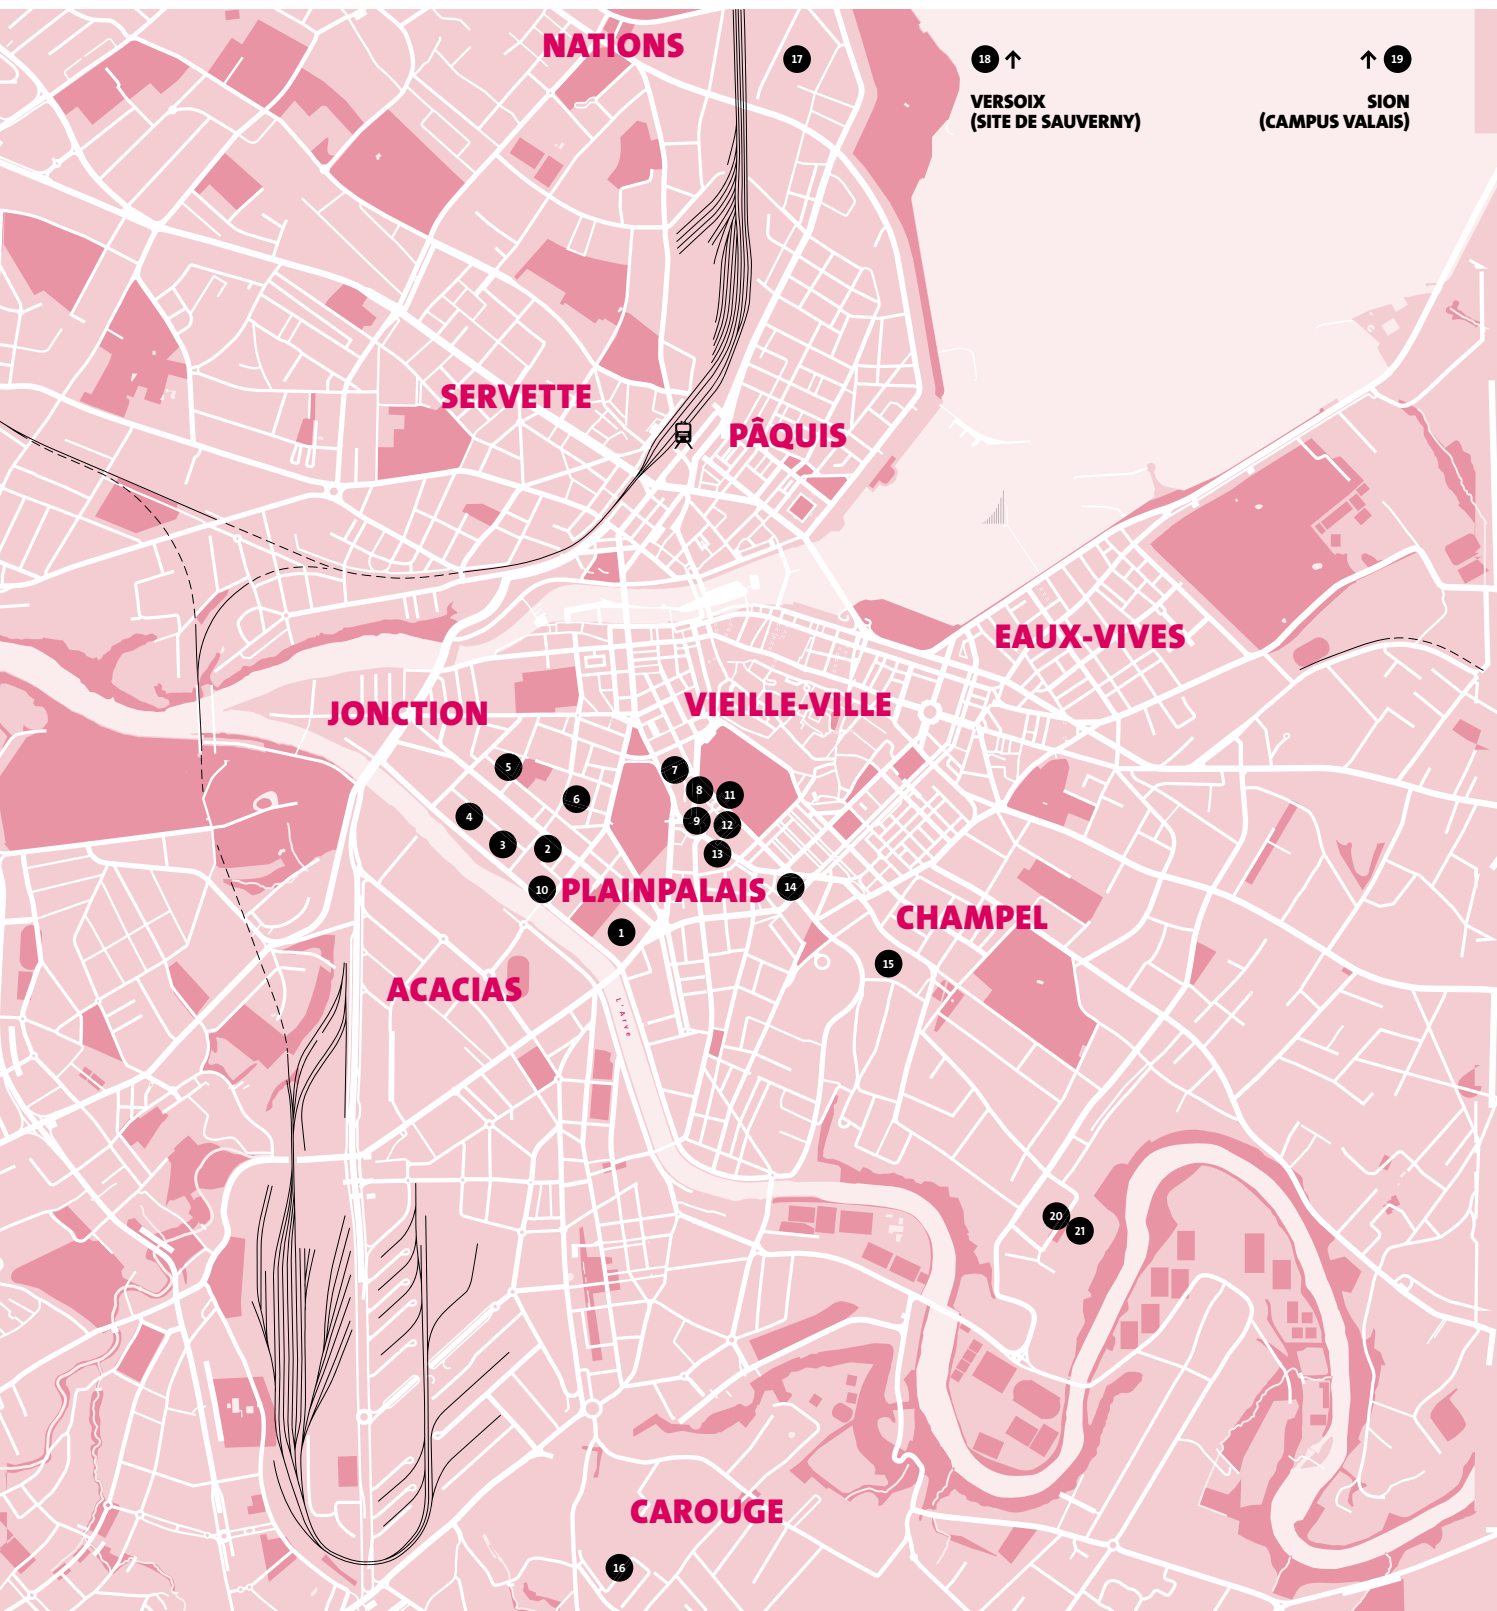 NATIONS
17
18
19
VERSOIX
(SITE DE SAUVERNY)
SION
(CAMPUS VALAIS)
SERVETTE
PÂQUIS
EAUX-VIVES
VIEILLE-VILLE
JONCTION
5
7
6
8
11
4
9
12
3
2
13
10
PLAINPALAIS
14
1
CHAMPEL
15
ACACIAS
L'Arve
20
21
CAROUGE
16